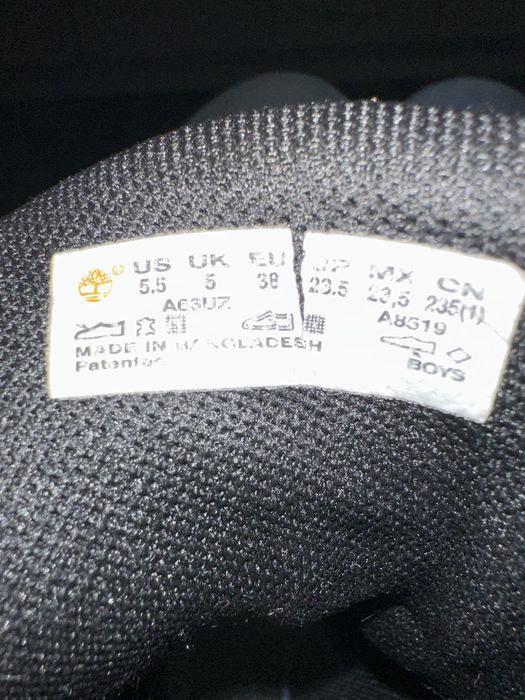 US UK EU JP MX CN
5.5 5 38 23.5 23,5 235(1)
A63UZ A8519
MADE IN BANGLADESH
BOYS